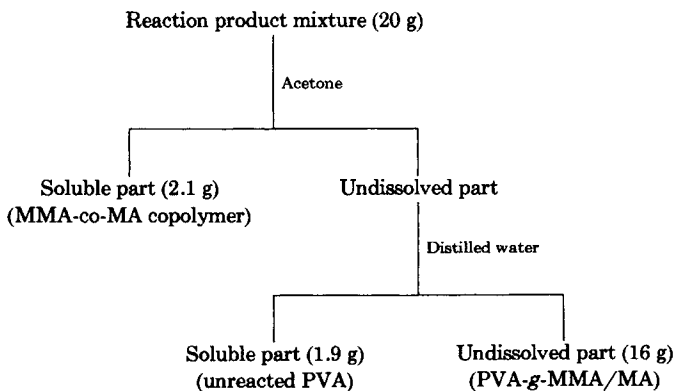 Reaction product mixture (20 g)
Acetone
Soluble part (2.1 g)
(MMA-co-MA copolymer)
Undissolved part
Distilled water
Soluble part (1.9 g)
(unreacted PVA)
Undissolved part (16 g)
(PVA-g-MMA/MA)